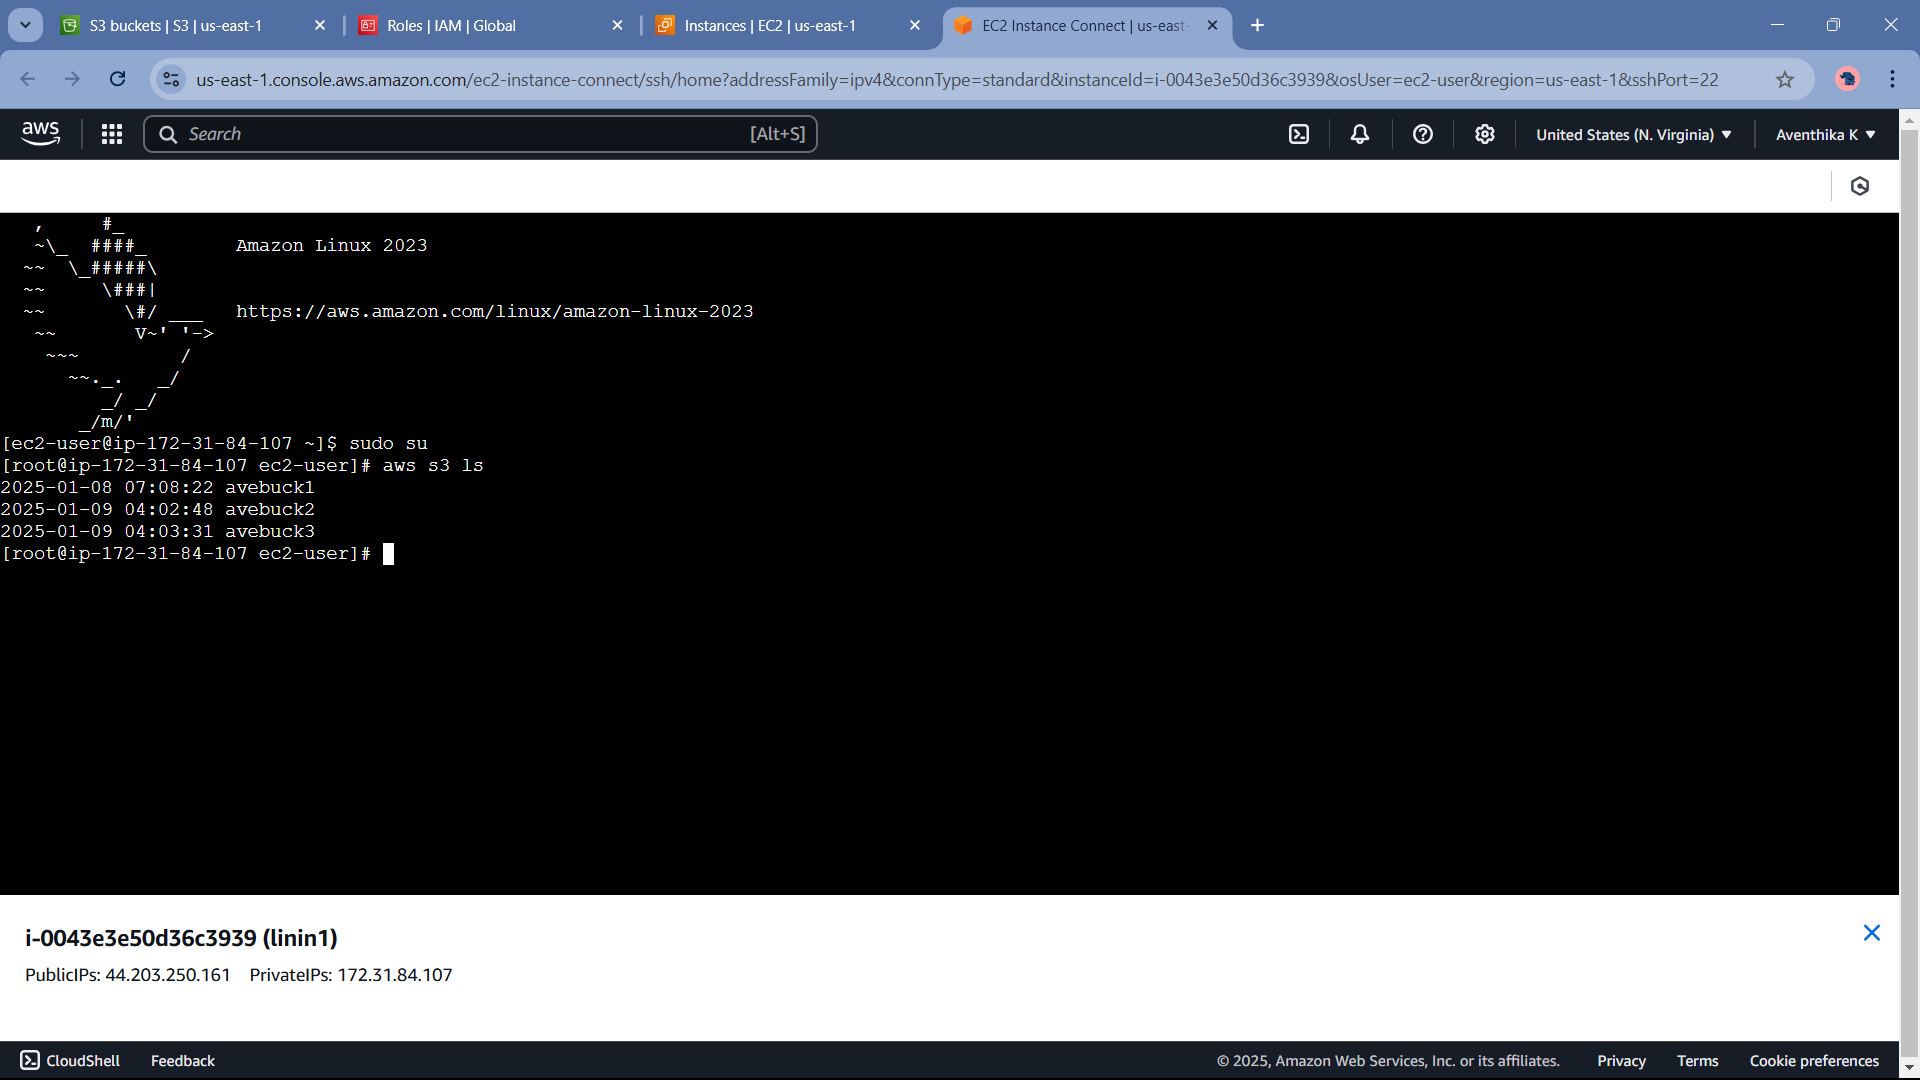 S3 buckets | S3 | us-east-1
Roles | IAM | Global
Instances | EC2 | us-east-1
EC2 Instance Connect | us-east-
us-east-1.console.aws.amazon.com/ec2-instance-connect/ssh/home?addressFamily=ipv4&connType=standard&instanceId=i-0043e3e50d36c3939&osUser=ec2-user&region=us-east-1&sshPort=22
aws
Search [Alt+S]
United States (N. Virginia)
Aventhika K
   ,     #_
   ~\_  ####_        Amazon Linux 2023
  ~~  \_#####\
  ~~     \###|
  ~~       \#/ ___   https://aws.amazon.com/linux/amazon-linux-2023
   ~~       V~' '->
    ~~~         /
      ~~._.   _/
         _/ _/
       _/m/'
[ec2-user@ip-172-31-84-107 ~]$ sudo su
[root@ip-172-31-84-107 ec2-user]# aws s3 ls
2025-01-08 07:08:22 avebuck1
2025-01-09 04:02:48 avebuck2
2025-01-09 04:03:31 avebuck3
[root@ip-172-31-84-107 ec2-user]#
i-0043e3e50d36c3939 (linin1)
PublicIPs: 44.203.250.161 PrivateIPs: 172.31.84.107
CloudShell Feedback © 2025, Amazon Web Services, Inc. or its affiliates. Privacy Terms Cookie preferences